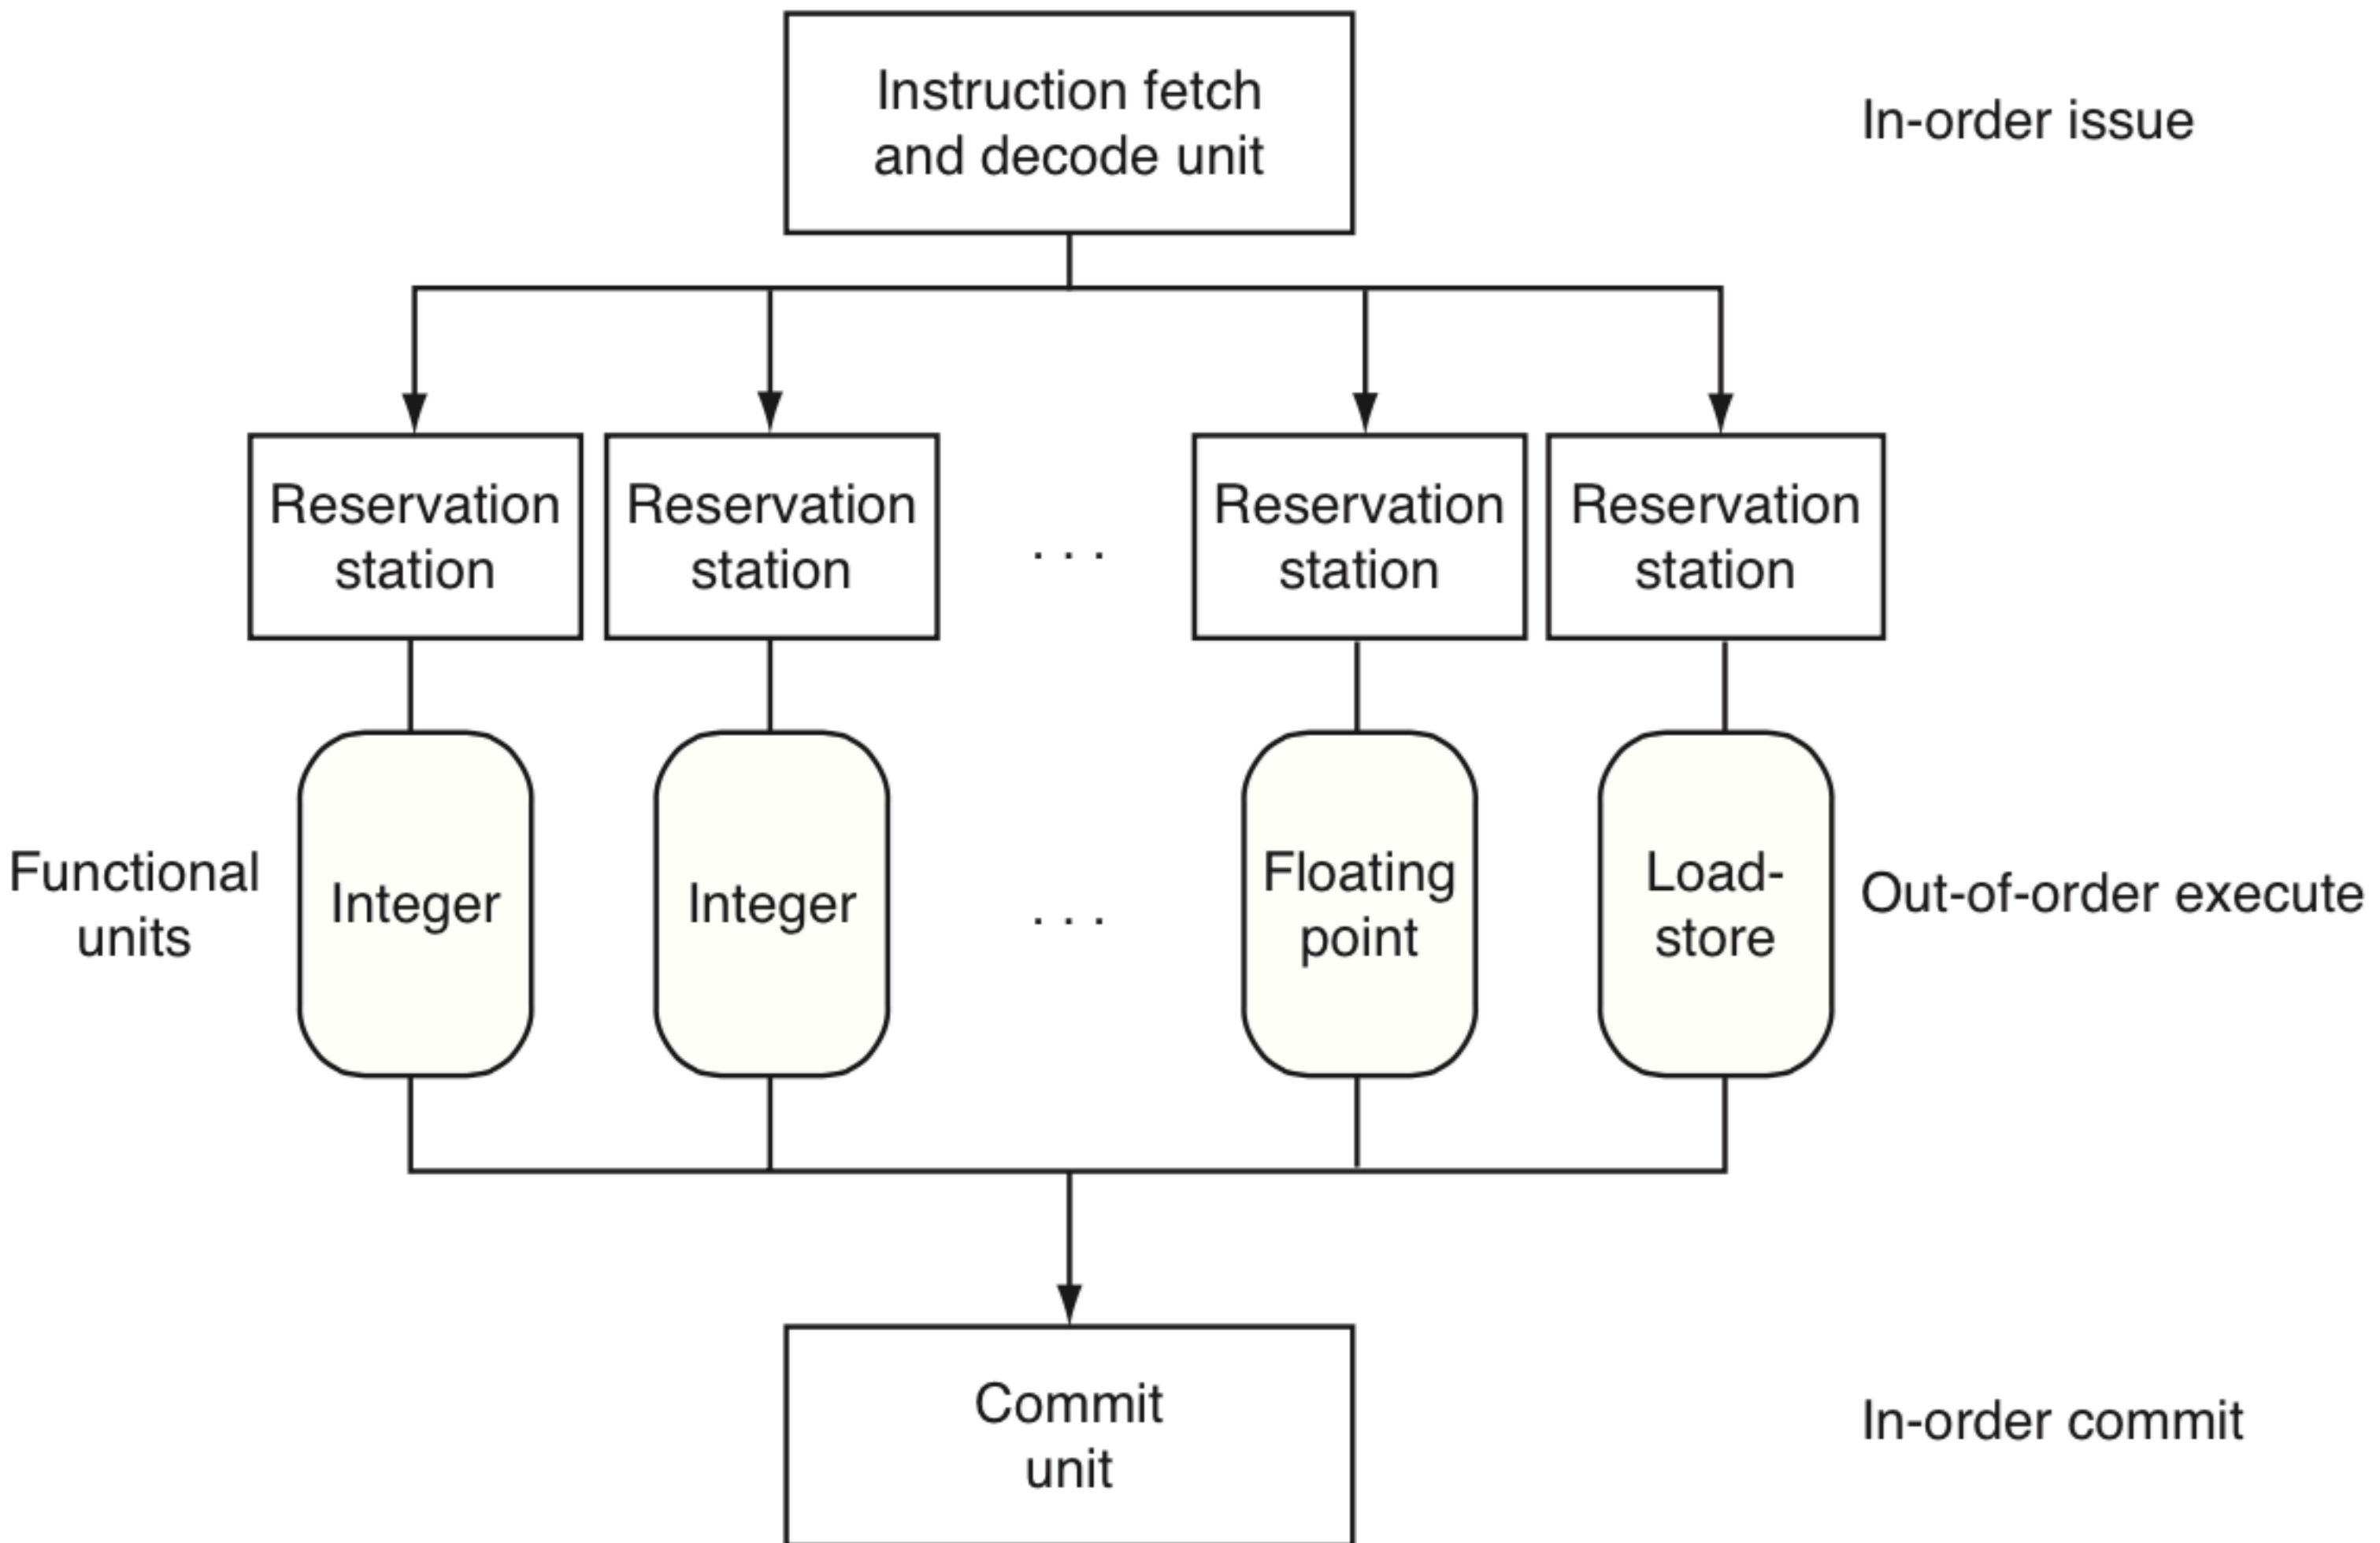 Instruction fetch
and decode unit
In-order issue
Reservation
station
Reservation
station
. . .
Reservation
station
Reservation
station
Functional
units
Integer
Integer
. . .
Floating
point
Load-
store
Out-of-order execute
Commit
unit
In-order commit